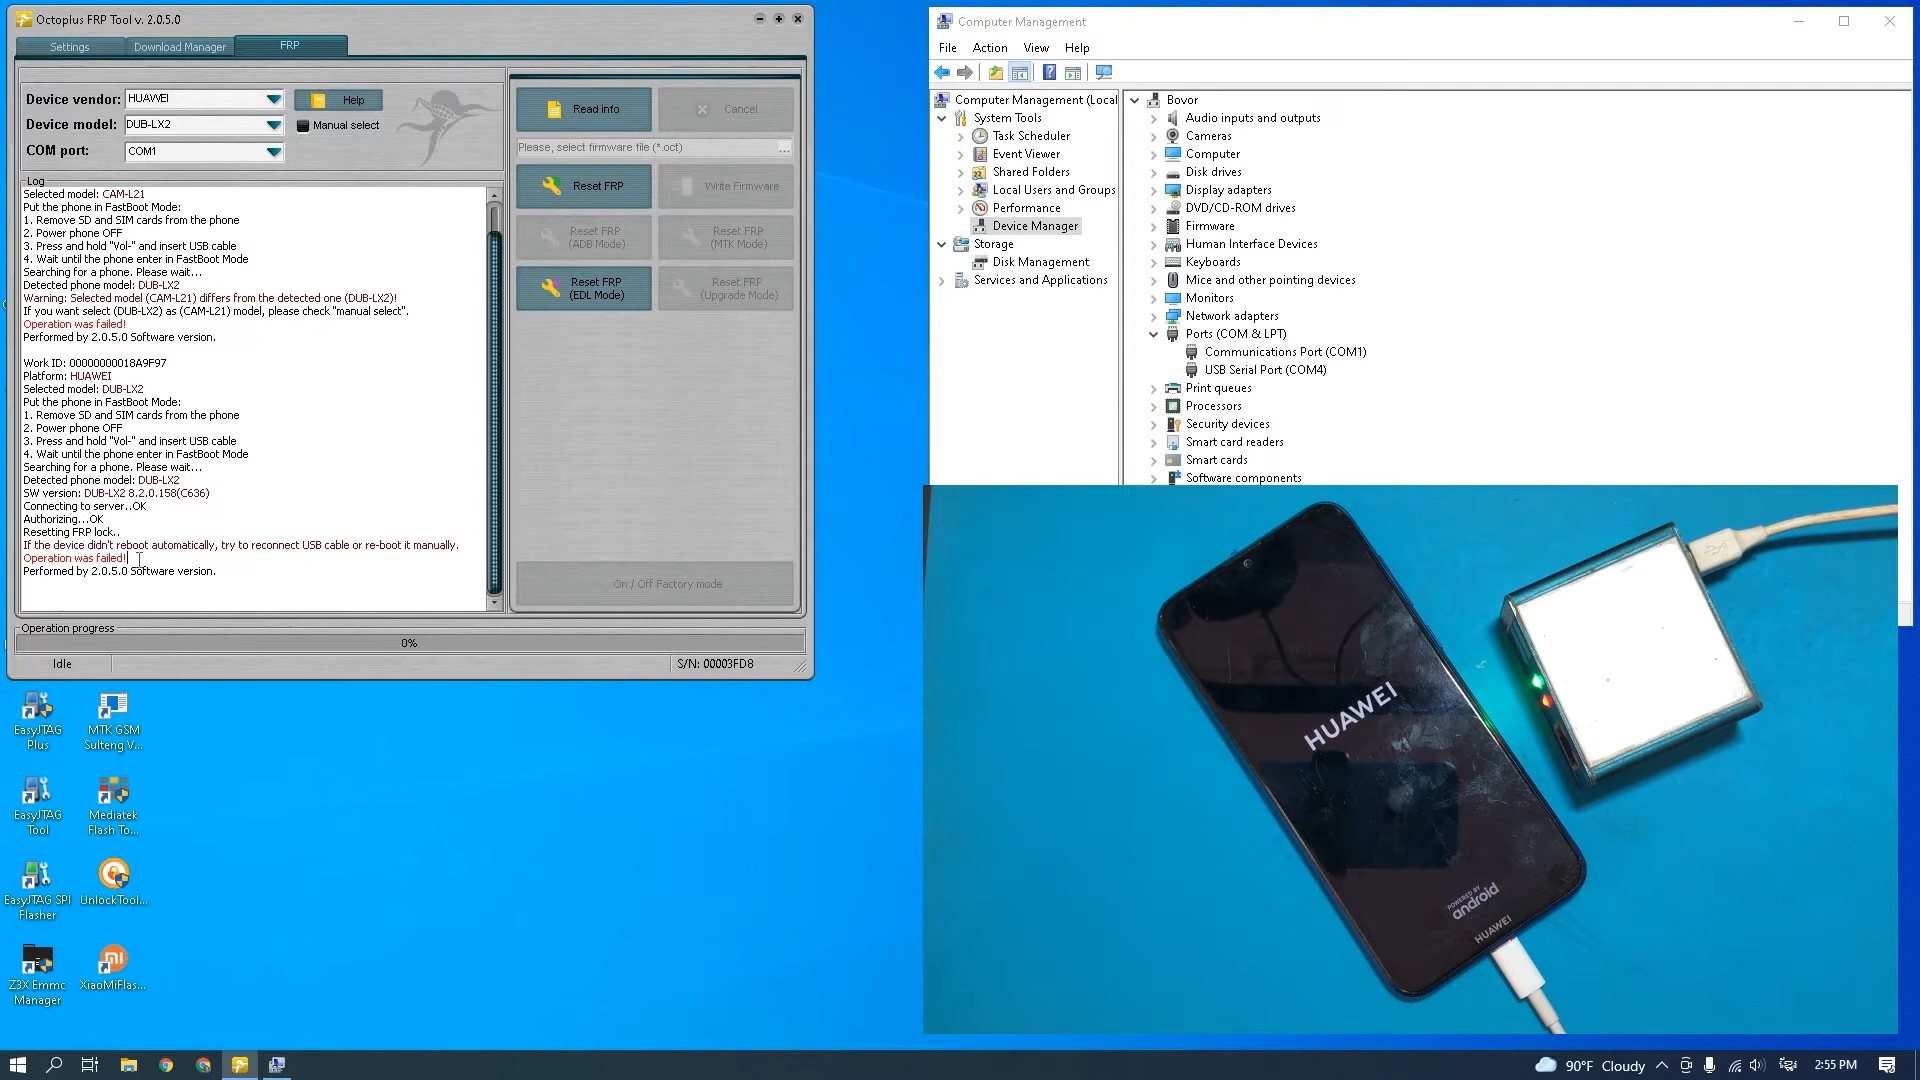 Octoplus FRP Tool v. 2.0.5.0
Settings
Download Manager
FRP
Device vendor:
HUAWEI
Help
Device model:
DUB-LX2
Manual select
COM port:
COM1
Log
Selected model: CAM-L21
Put the phone in FastBoot Mode:
1. Remove SD and SIM cards from the phone
2. Power phone OFF
3. Press and hold "Vol-" and insert USB cable
4. Wait until the phone enter in FastBoot Mode
Searching for a phone. Please wait...
Detected phone model: DUB-LX2
Warning: Selected model (CAM-L21) differs from the detected one (DUB-LX2)!
If you want select (DUB-LX2) as (CAM-L21) model, please check "manual select".
Operation was failed!
Performed by 2.0.5.0 Software version.
Work ID: 00000000018A9F97
Platform: HUAWEI
Selected model: DUB-LX2
Put the phone in FastBoot Mode:
1. Remove SD and SIM cards from the phone
2. Power phone OFF
3. Press and hold "Vol-" and insert USB cable
4. Wait until the phone enter in FastBoot Mode
Searching for a phone. Please wait...
Detected phone model: DUB-LX2
SW version: DUB-LX2 8.2.0.158(C636)
Connecting to server..OK
Authorizing...OK
Resetting FRP lock..
If the device didn't reboot automatically, try to reconnect USB cable or re-boot it manually.
Operation was failed!
Performed by 2.0.5.0 Software version.
Read info
Cancel
Please, select firmware file (*.oct)
...
Reset FRP
Write Firmware
Reset FRP
(ADB Mode)
Reset FRP
(MTK Mode)
Reset FRP
(EDL Mode)
Reset FRP
(Upgrade Mode)
On / Off Factory mode
Operation progress
0%
Idle
S/N: 00003FD8
Computer Management
File
Action
View
Help
Computer Management (Local
System Tools
Task Scheduler
Event Viewer
Shared Folders
Local Users and Groups
Performance
Device Manager
Storage
Disk Management
Services and Applications
Bovor
Audio inputs and outputs
Cameras
Computer
Disk drives
Display adapters
DVD/CD-ROM drives
Firmware
Human Interface Devices
Keyboards
Mice and other pointing devices
Monitors
Network adapters
Ports (COM & LPT)
Communications Port (COM1)
USB Serial Port (COM4)
Print queues
Processors
Security devices
Smart card readers
Smart cards
Software components
HUAWEI
POWERED BY
android
HUAWEI
EasyJTAG
Plus
MTK GSM
Sulteng V...
EasyJTAG
Tool
Mediatek
Flash To...
EasyJTAG SPI
Flasher
UnlockTool...
Z3X Emmc
Manager
XiaoMiFlas...
90°F Cloudy
2:55 PM